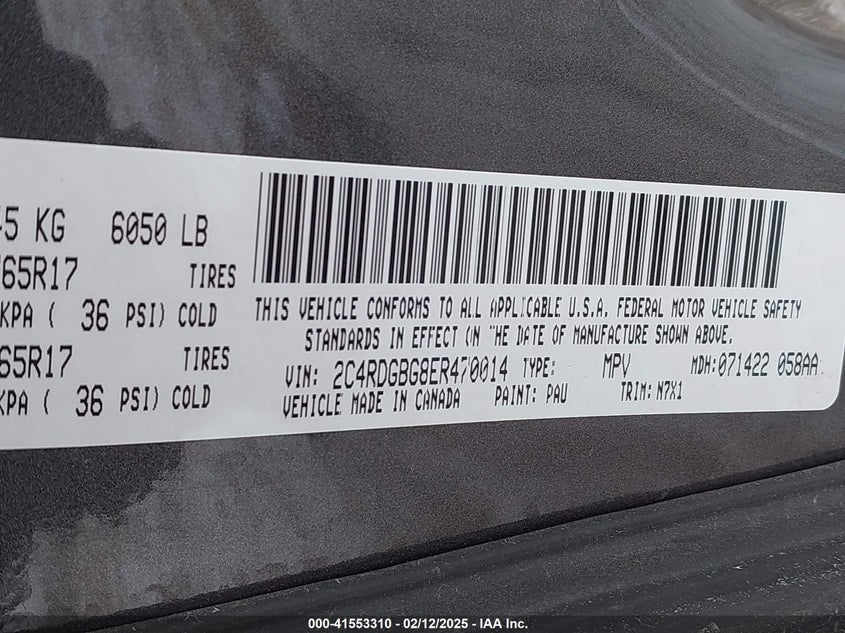 45 KG 6050 LB
/65R17 TIRES
KPA ( 36 PSI) COLD
65R17 TIRES
KPA ( 36 PSI) COLD
THIS VEHICLE CONFORMS TO ALL APPLICABLE U.S.A. FEDERAL MOTOR VEHICLE SAFETY
STANDARDS IN EFFECT ON THE DATE OF MANUFACTURE SHOWN ABOVE.
VIN: 2C4RDGBG8ER470014 TYPE: MPV MDH: 071422 058AA
VEHICLE MADE IN CANADA PAINT: PAU TRIM: N7X1
000-41553310 - 02/12/2025 - IAA Inc.